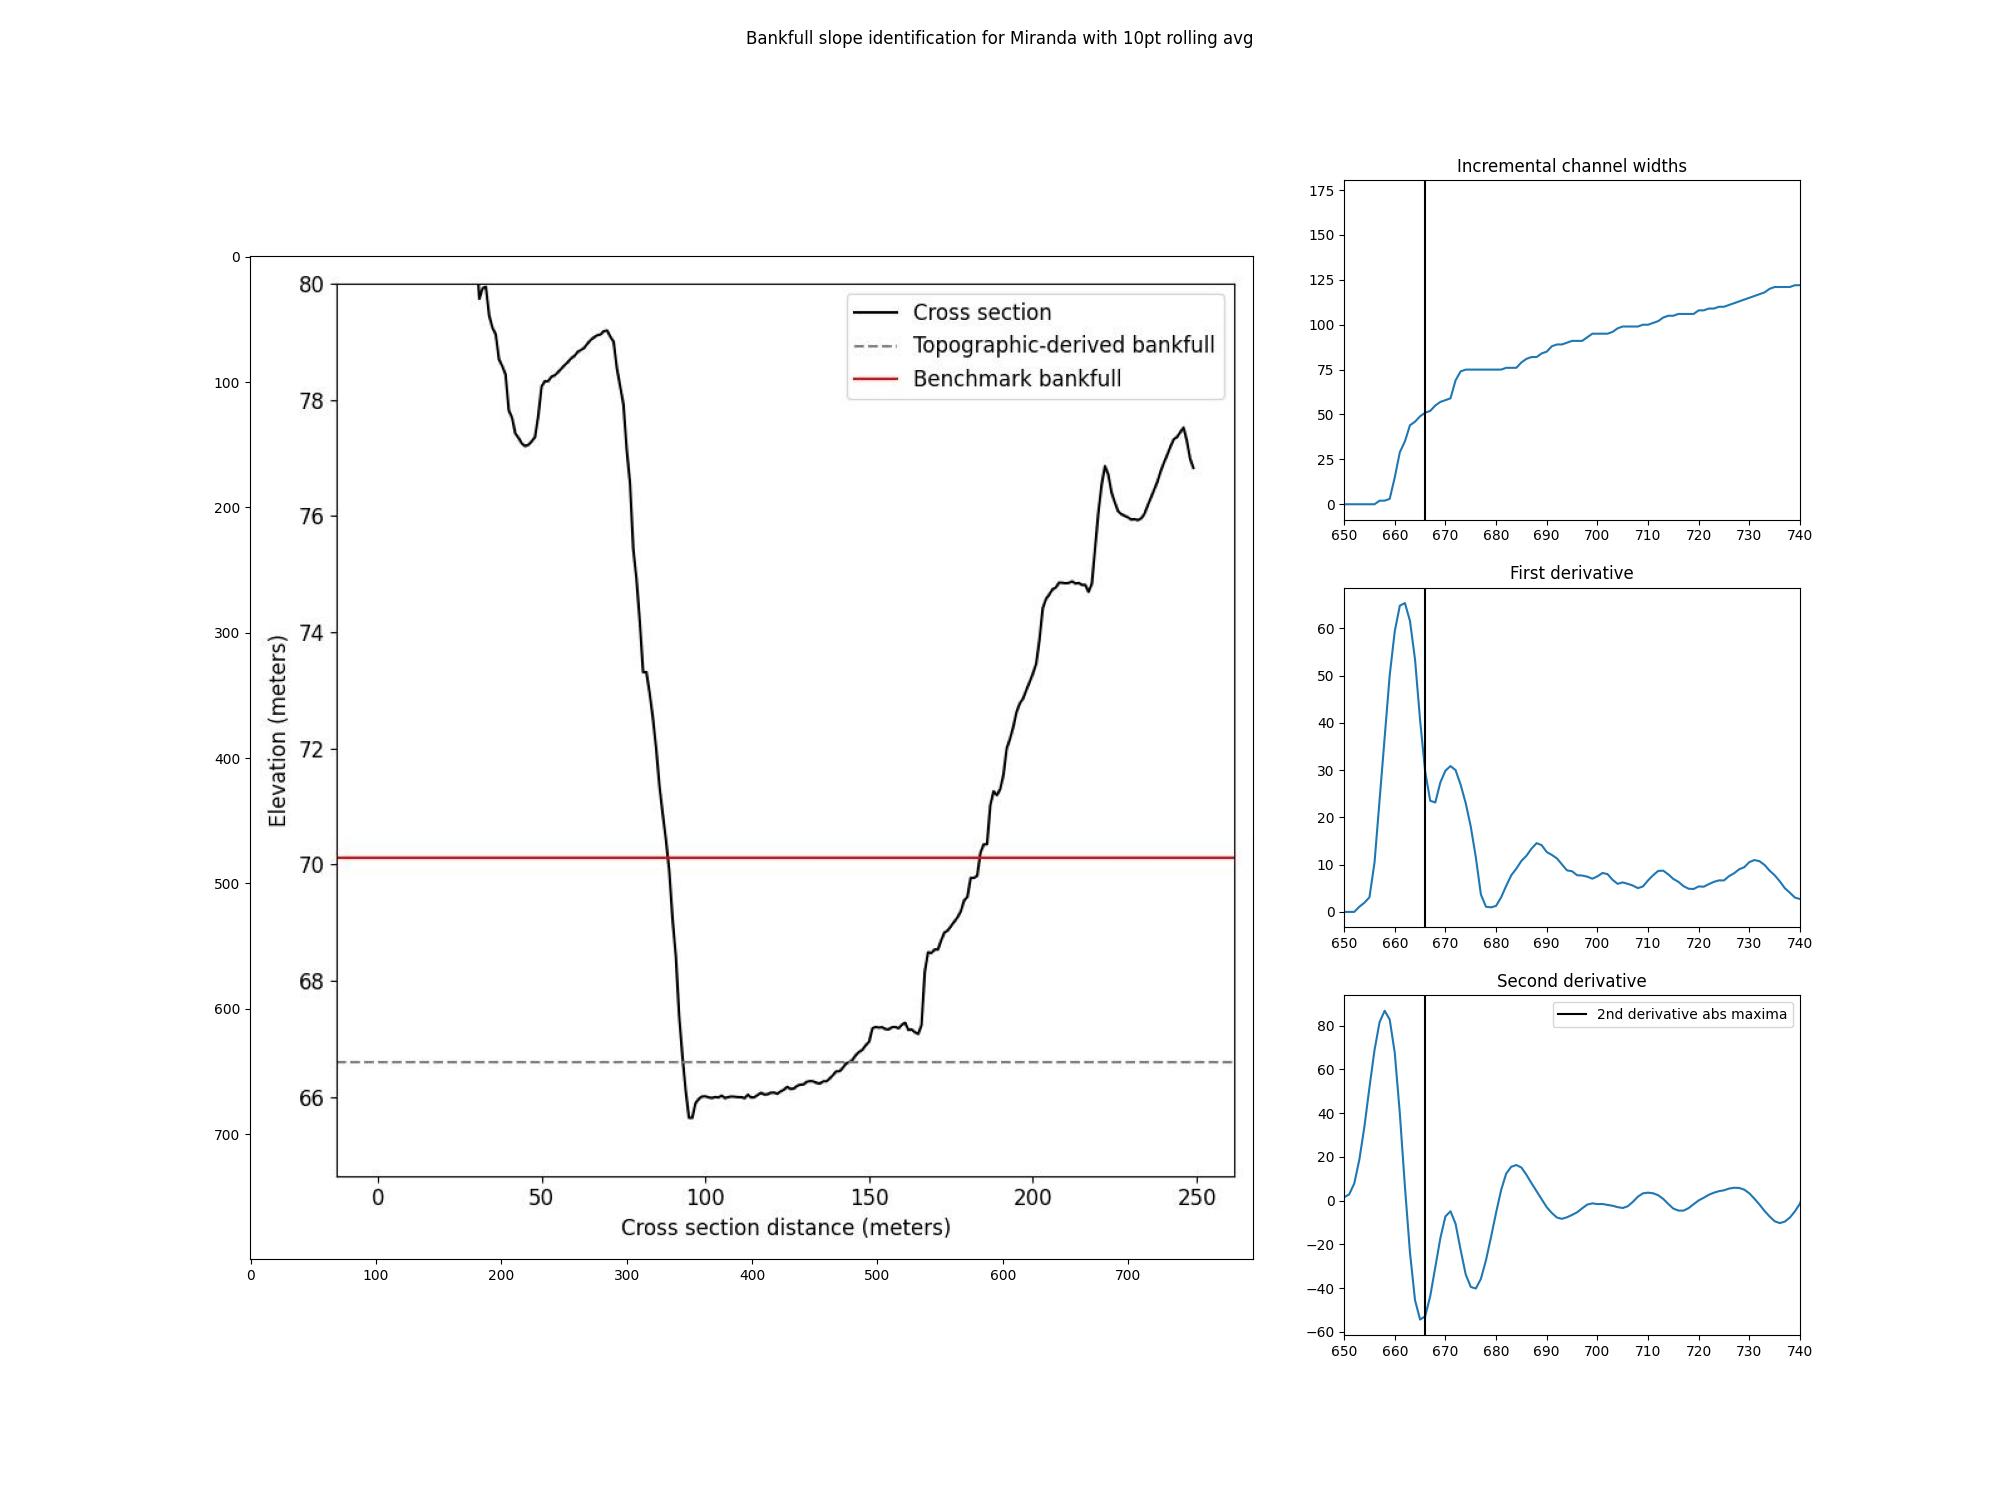 Bankfull slope identification for Miranda with 10pt rolling avg
0
100
200
300
400
500
600
700
0 100 200 300 400 500 600 700
80
78
76
74
72
70
68
66
Elevation (meters)
0 50 100 150 200 250
Cross section distance (meters)
Cross section
Topographic-derived bankfull
Benchmark bankfull
Incremental channel widths
175
150
125
100
75
50
25
0
650 660 670 680 690 700 710 720 730 740
First derivative
60
50
40
30
20
10
0
650 660 670 680 690 700 710 720 730 740
Second derivative
2nd derivative abs maxima
80
60
40
20
0
−20
−40
−60
650 660 670 680 690 700 710 720 730 740